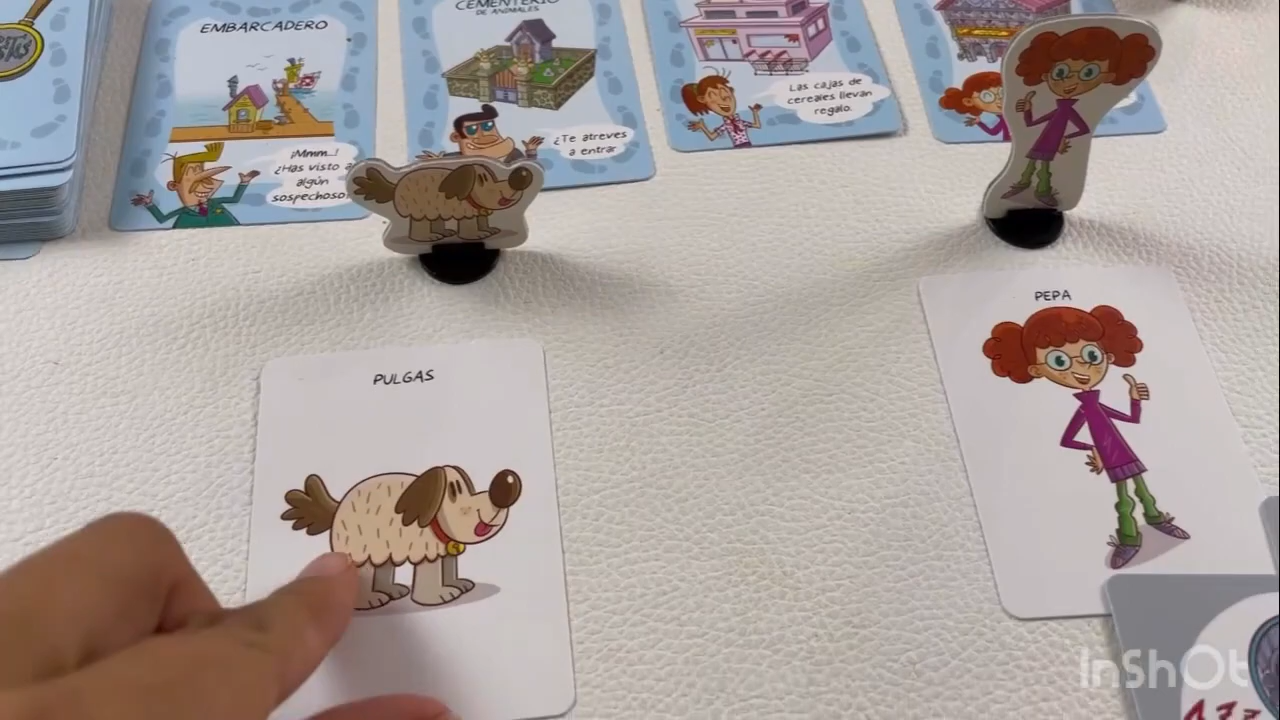 EMBARCADERO
¡Mmm...!
¿Has visto a
algún
sospechoso
CEMENTERIO
DE ANIMALES
¿Te atreves
a entrar
Las cajas de
cereales llevan
regalo.
PEPA
PULGAS
InShOt